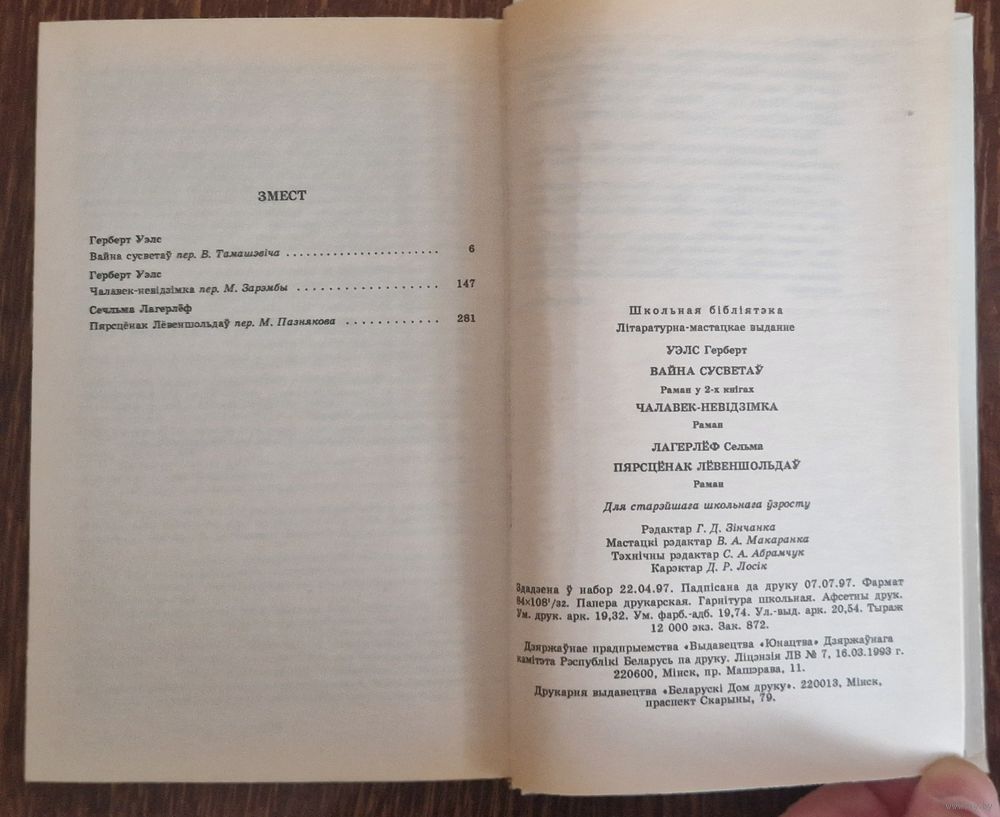 ЗМЕСТ
Герберт Уэлс
Вайна сусветаў пер. В. Тамашэвіча . . . . . . . . . . . . . . . . . . . . . . 6
Герберт Уэлс
Чалавек-невідзімка пер. М. Зарэмбы . . . . . . . . . . . . . . . . . . . . 147
Сечльма Лагерлёф
Пярсцёнак Лёвеншольдаў пер. М. Пазнякова . . . . . . . . . . . . 281
Школьная бібліятэка
Літаратурна-мастацкае выданне
УЭЛС Герберт
ВАЙНА СУСВЕТАЎ
Раман у 2-х кнігах
ЧАЛАВЕК-НЕВІДЗІМКА
Раман
ЛАГЕРЛЁФ Сельма
ПЯРСЦЁНАК ЛЁВЕНШОЛЬДАЎ
Раман
Для старэйшага школьнага ўзросту
Рэдактар Г. Д. Зінчанка
Мастацкі рэдактар В. А. Макаранка
Тэхнічны рэдактар С. А. Абрамчук
Карэктар Д. Р. Лосік
Здадзена ў набор 22.04.97. Падпісана да друку 07.07.97. Фармат
84×108¹/32. Папера друкарская. Гарнітура школьная. Афсетны друк.
Ум. друк. арк. 19,32. Ум. фарб.-адб. 19,74. Ул.-выд. арк. 20,54. Тыраж
12 000 экз. Зак. 872.
Дзяржаўнае прадпрыемства «Выдавецтва «Юнацтва» Дзяржаўнага
камітэта Рэспублікі Беларусь па друку. Ліцэнзія ЛВ № 7, 16.03.1993 г.
220600, Мінск, пр. Машэрава, 11.
Друкарня выдавецтва «Беларускі Дом друку». 220013, Мінск,
праспект Скарыны, 79.